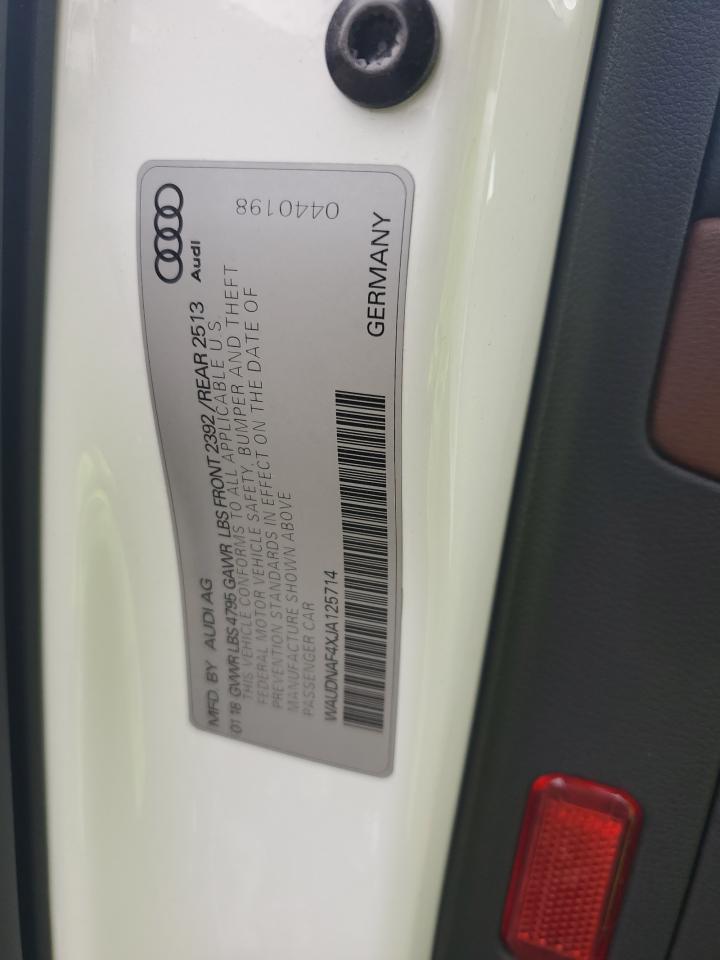 Audi
MFD. BY AUDI AG
01 18 GVWR LBS 4795 GAWR LBS FRONT 2392/REAR 2513
THIS VEHICLE CONFORMS TO ALL APPLICABLE U.S.
FEDERAL MOTOR VEHICLE SAFETY, BUMPER AND THEFT
PREVENTION STANDARDS IN EFFECT ON THE DATE OF
MANUFACTURE SHOWN ABOVE
PASSENGER CAR
WAUDNAF4XJA125714
GERMANY
0440198